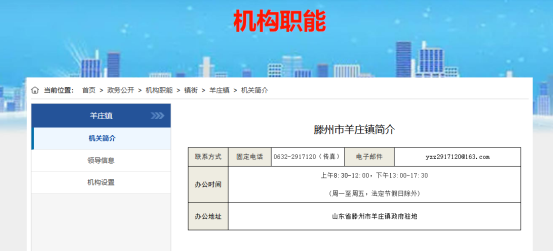 机构职能
当前位置： 首页 > 政务公开 > 机构职能 > 镇街 > 羊庄镇 > 机关简介
羊庄镇
机关简介
领导信息
机构设置
滕州市羊庄镇简介
联系方式 固定电话 0632-2917120（传真） 电子邮件 yzz2917120@163.com
办公时间 上午8:30-12:00，下午13:00-17:30
（周一至周五，法定节假日除外）
办公地址 山东省滕州市羊庄镇政府驻地